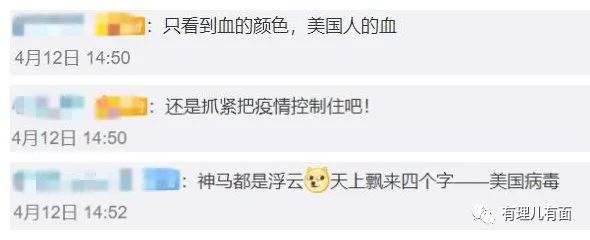 ：只看到血的颜色，美国人的血
4月12日 14:50
：还是抓紧把疫情控制住吧！
4月12日 14:50
：神马都是浮云天上飘来四个字——美国病毒
4月12日 14:52
有理儿有面